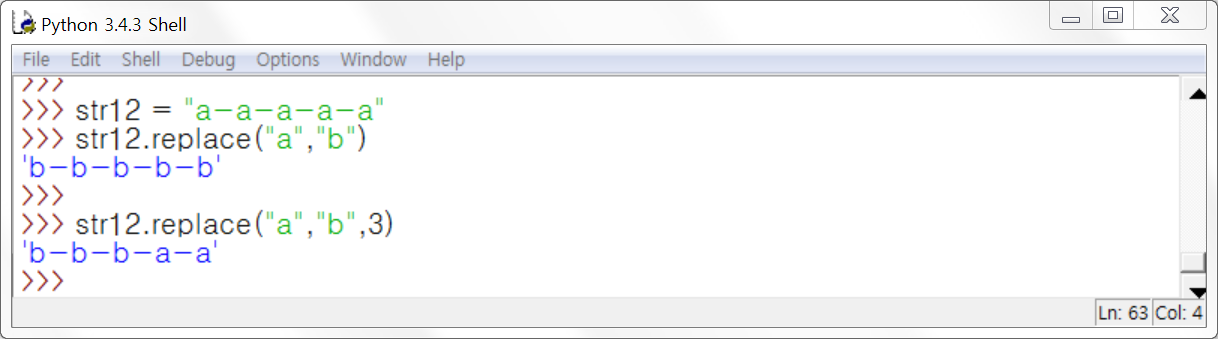 Python 3.4.3 Shell
File Edit Shell Debug Options Window Help
>>>
>>> str12 = "a-a-a-a-a"
>>> str12.replace("a","b")
'b-b-b-b-b'
>>>
>>> str12.replace("a","b",3)
'b-b-b-a-a'
>>>
Ln: 63 Col: 4